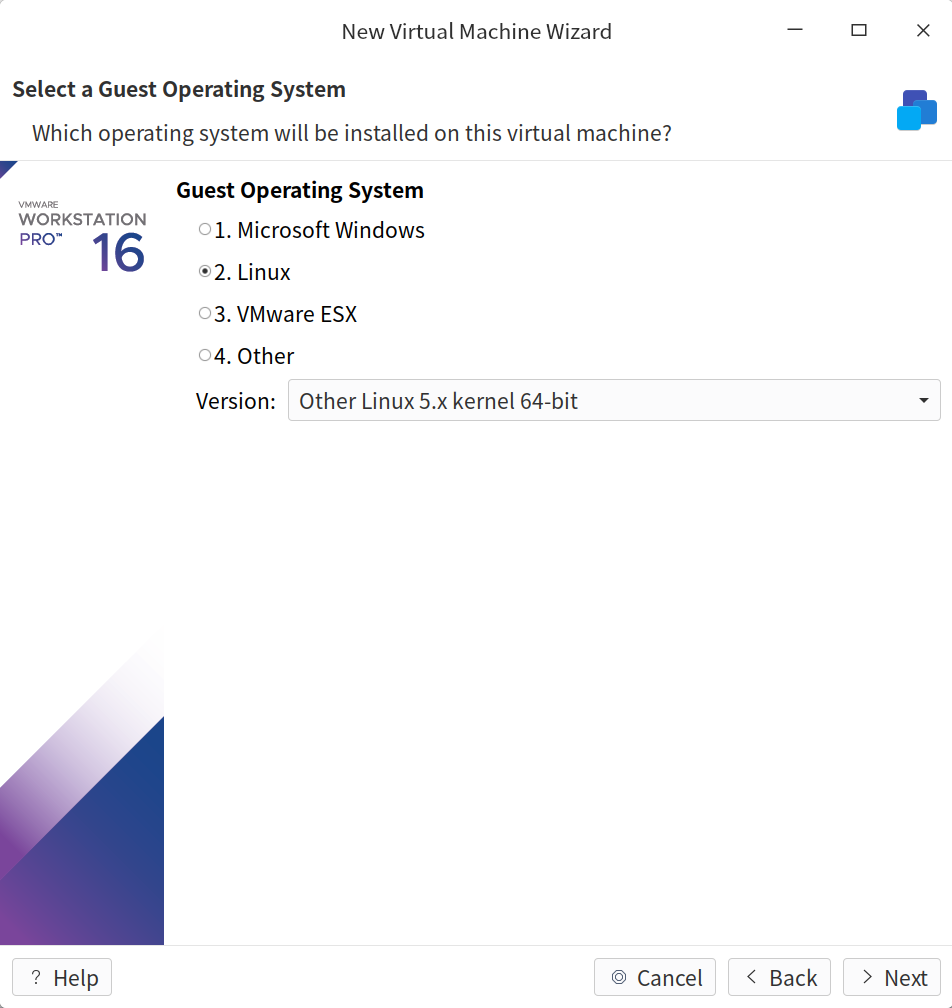 New Virtual Machine Wizard
Select a Guest Operating System
Which operating system will be installed on this virtual machine?
VMWARE
WORKSTATION
PRO™ 16
Guest Operating System
1. Microsoft Windows
2. Linux
3. VMware ESX
4. Other
Version: Other Linux 5.x kernel 64-bit
? Help Cancel Back Next